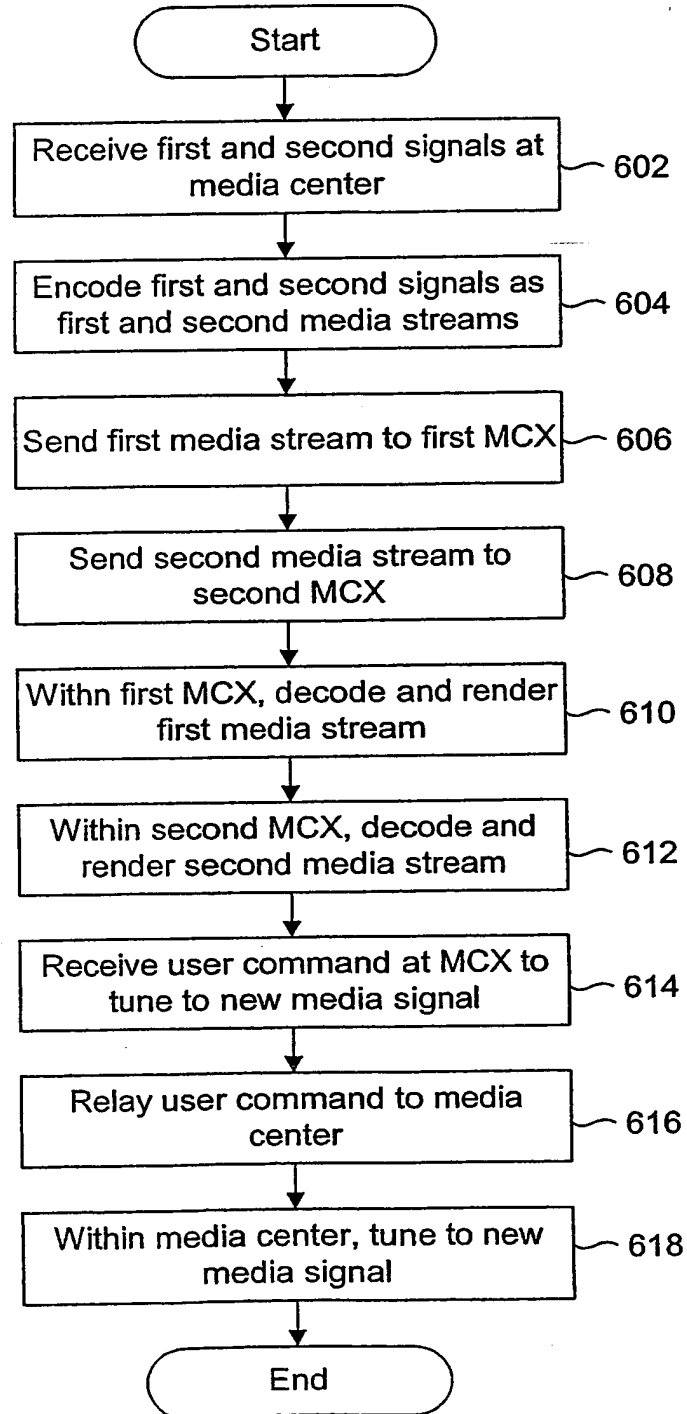 Start
Receive first and second signals at
media center
602
Encode first and second signals as
first and second media streams
604
Send first media stream to first MCX
606
Send second media stream to
second MCX
608
Withn first MCX, decode and render
first media stream
610
Within second MCX, decode and
render second media stream
612
Receive user command at MCX to
tune to new media signal
614
Relay user command to media
center
616
Within media center, tune to new
media signal
618
End